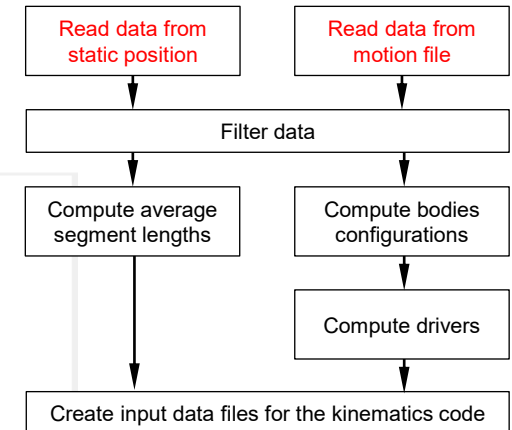 Read data from
static position
Read data from
motion file
Filter data
Compute average
segment lengths
Compute bodies
configurations
Compute drivers
Create input data files for the kinematics code